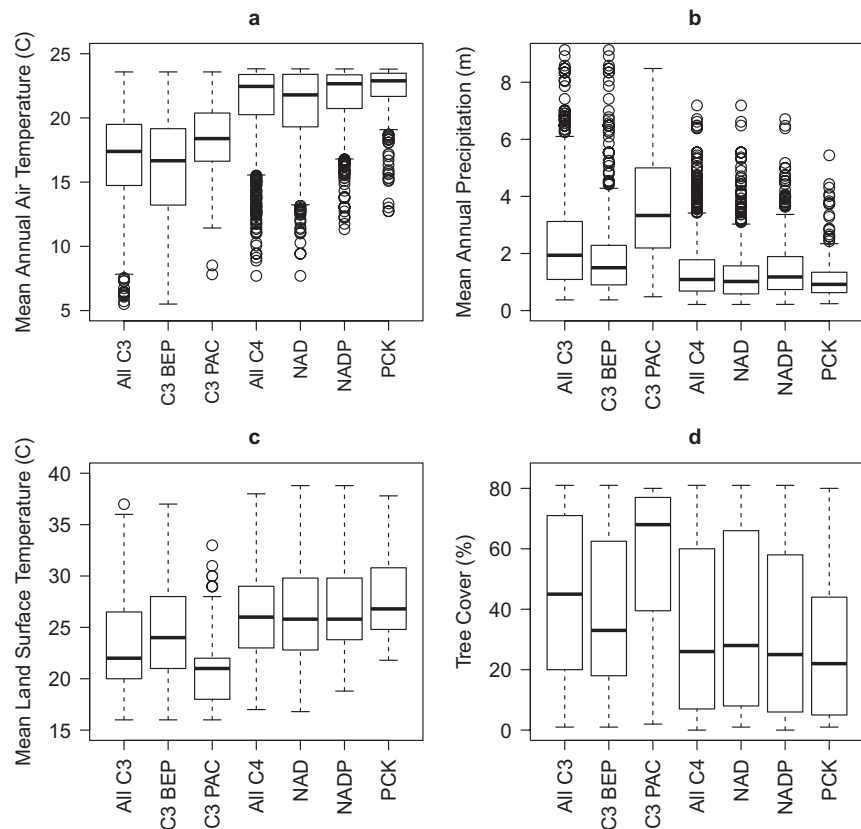 a
Mean Annual Air Temperature (C)
25
20
15
10
5
All C3
C3 BEP
C3 PAC
All C4
NAD
NADP
PCK
b
Mean Annual Precipitation (m)
8
6
4
2
0
All C3
C3 BEP
C3 PAC
All C4
NAD
NADP
PCK
c
Mean Land Surface Temperature (C)
40
35
30
25
20
15
All C3
C3 BEP
C3 PAC
All C4
NAD
NADP
PCK
d
Tree Cover (%)
80
60
40
20
0
All C3
C3 BEP
C3 PAC
All C4
NAD
NADP
PCK